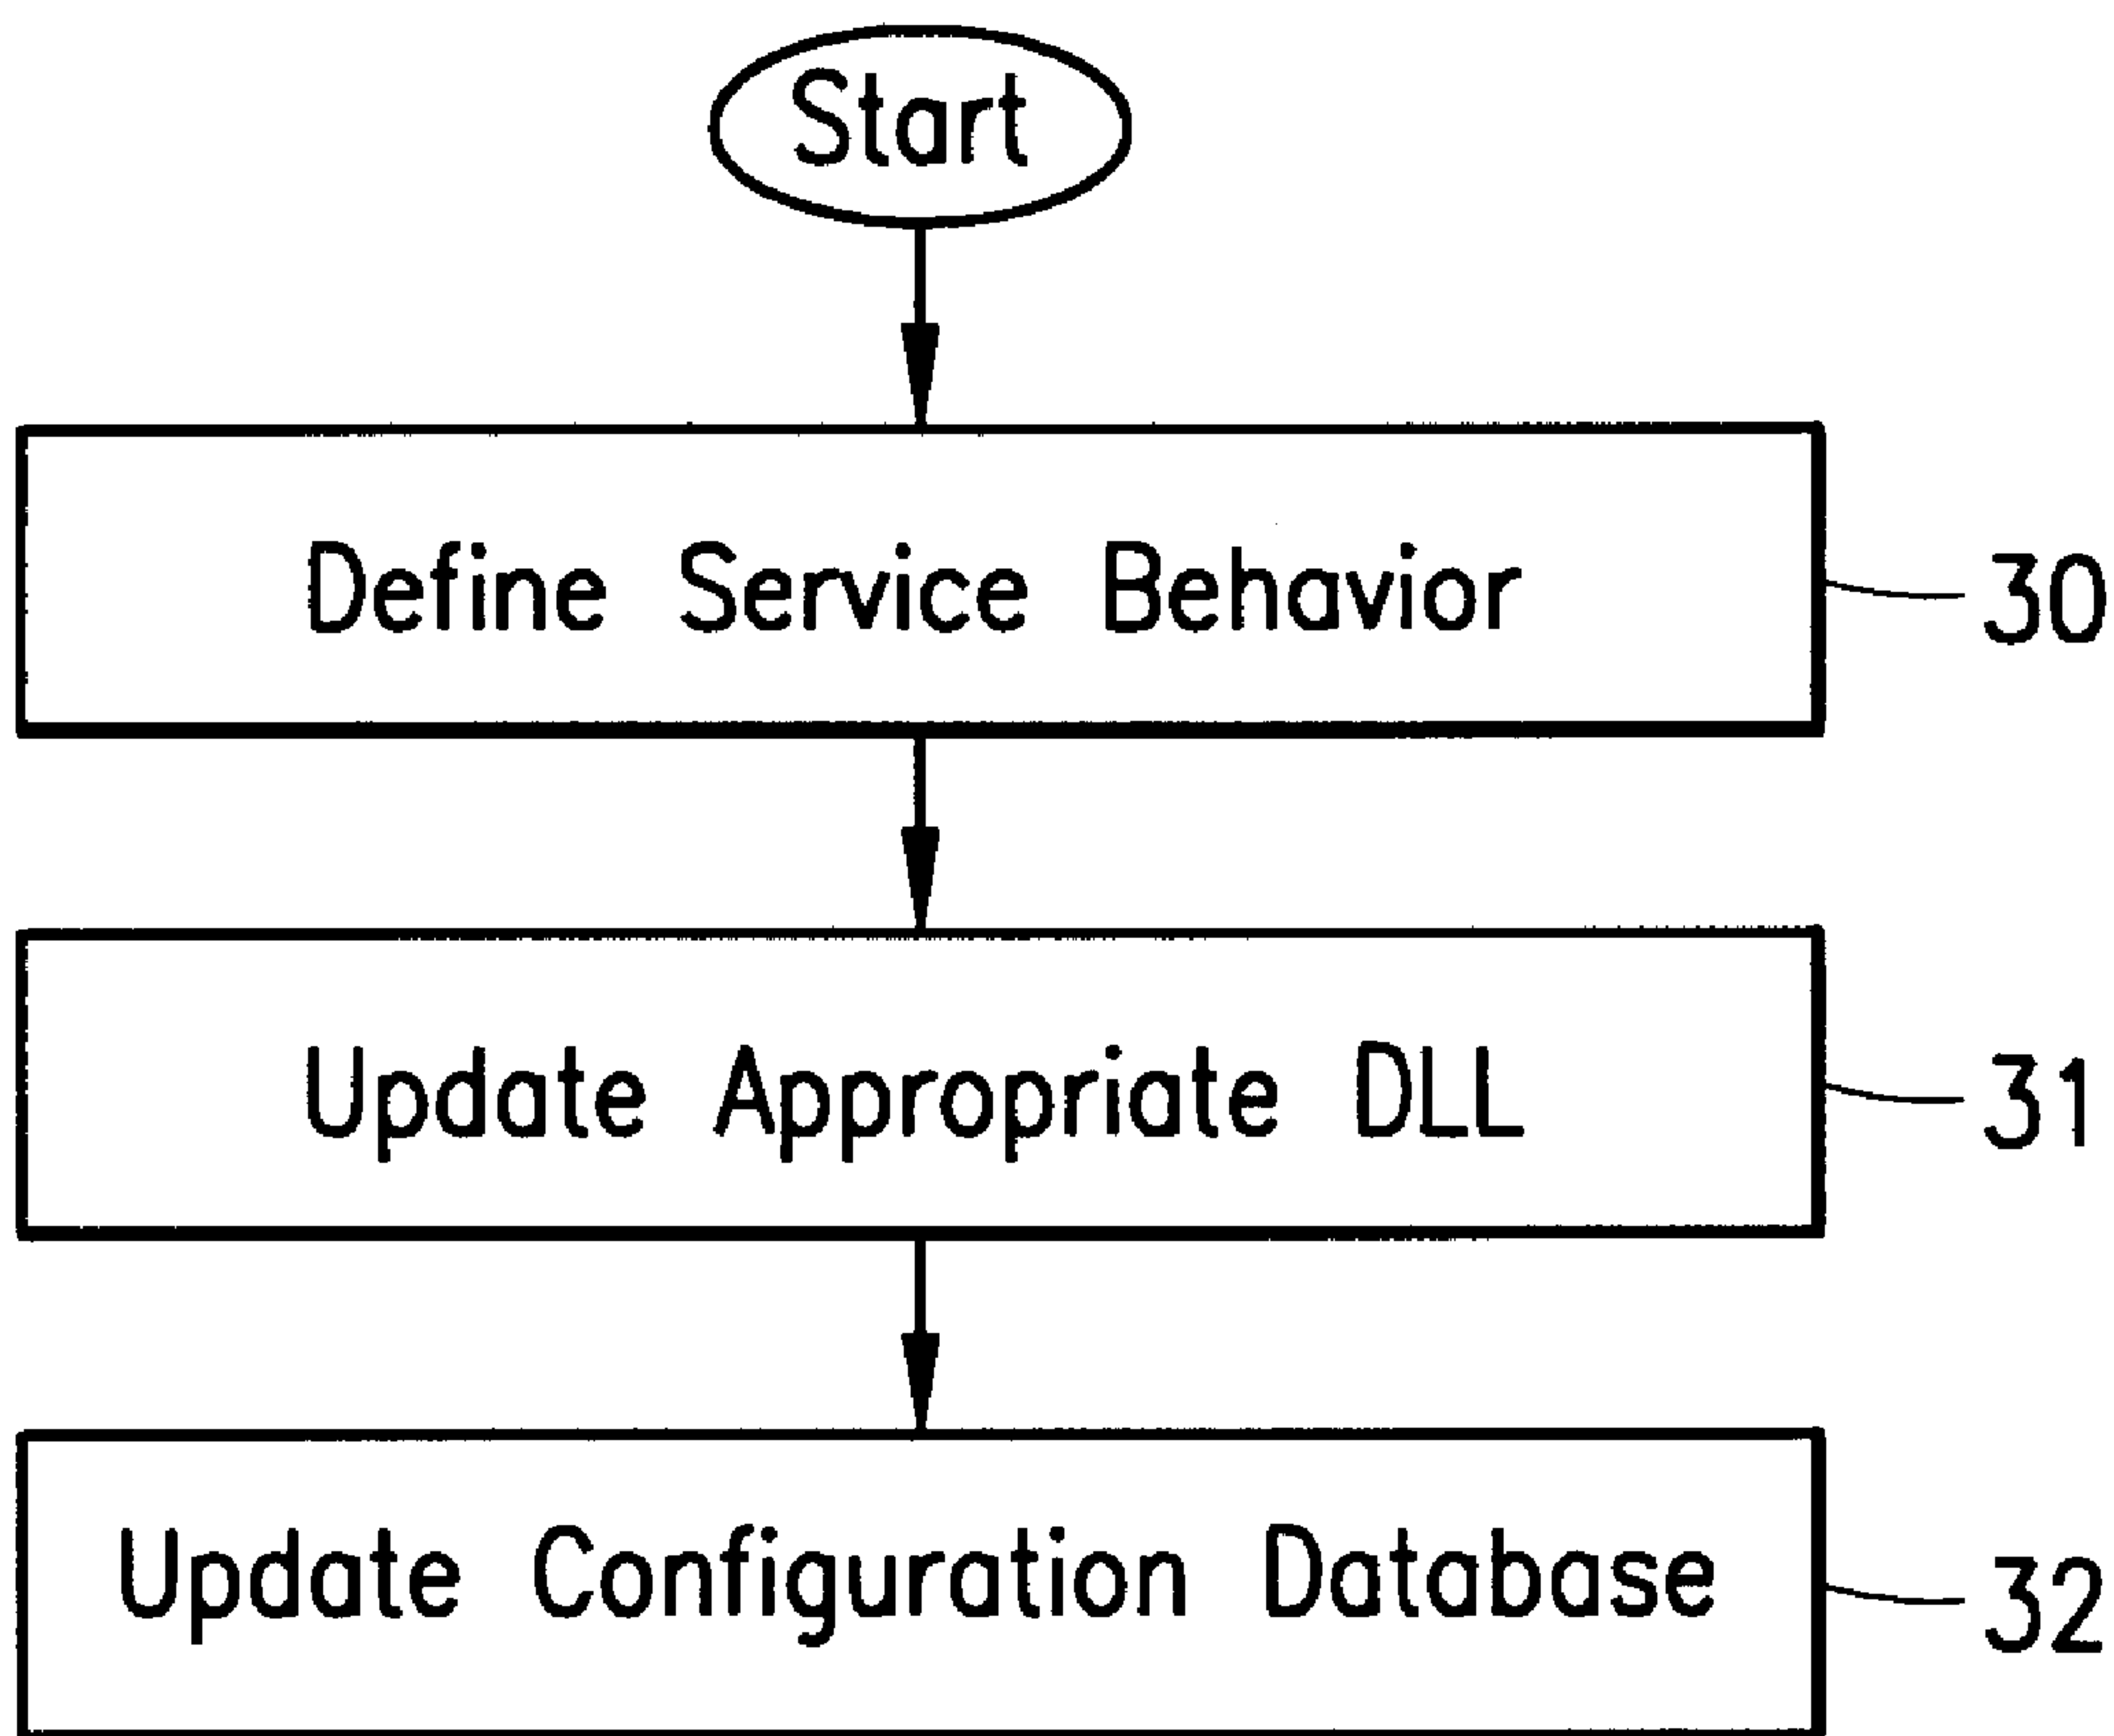 Start
Define Service Behavior
30
Update Appropriate DLL
31
Update Configuration Database
32